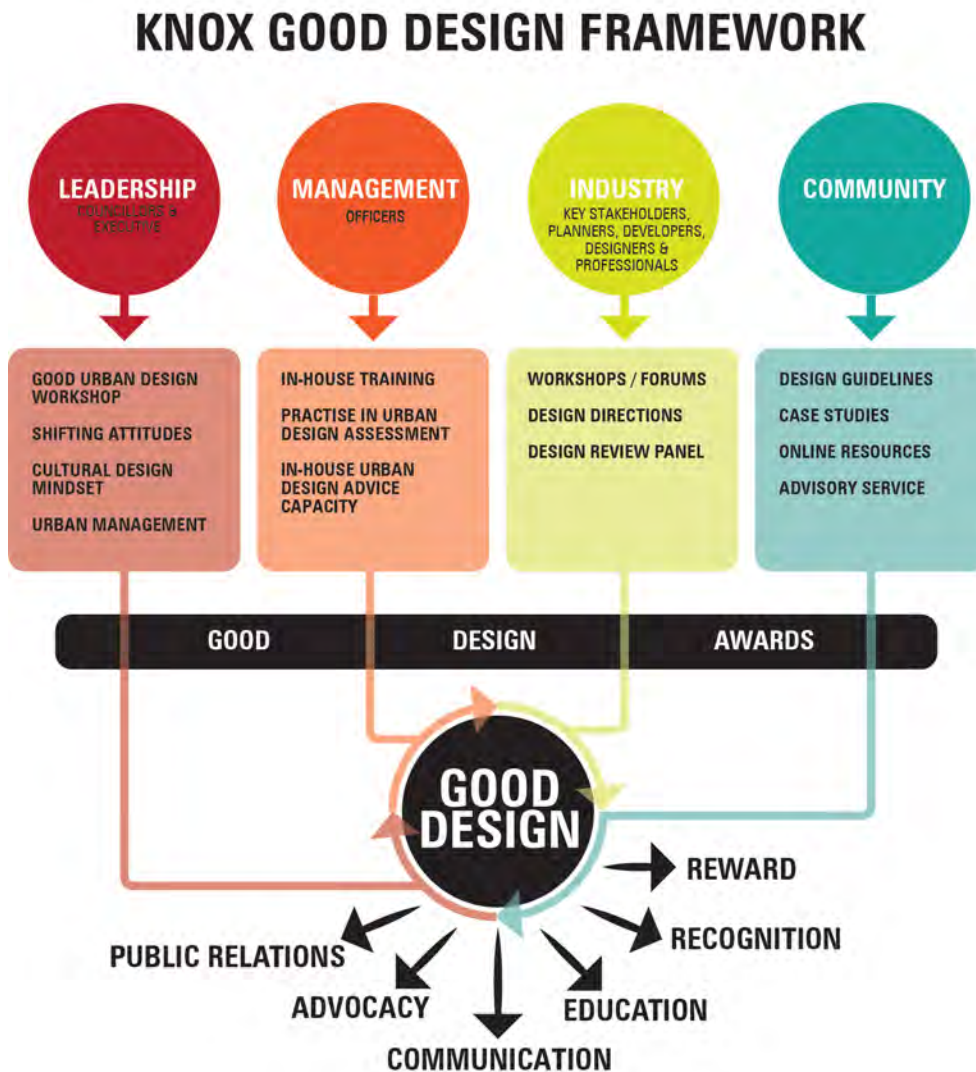 KNOX GOOD DESIGN FRAMEWORK
LEADERSHIP
COUNCILLORS &
EXECUTIVE
MANAGEMENT
OFFICERS
INDUSTRY
KEY STAKEHOLDERS,
PLANNERS, DEVELOPERS,
DESIGNERS &
PROFESSIONALS
COMMUNITY
GOOD URBAN DESIGN
WORKSHOP
SHIFTING ATTITUDES
CULTURAL DESIGN
MINDSET
URBAN MANAGEMENT
IN-HOUSE TRAINING
PRACTISE IN URBAN
DESIGN ASSESSMENT
IN-HOUSE URBAN
DESIGN ADVICE
CAPACITY
WORKSHOPS / FORUMS
DESIGN DIRECTIONS
DESIGN REVIEW PANEL
DESIGN GUIDELINES
CASE STUDIES
ONLINE RESOURCES
ADVISORY SERVICE
GOOD DESIGN AWARDS
GOOD
DESIGN
REWARD
RECOGNITION
PUBLIC RELATIONS
ADVOCACY
EDUCATION
COMMUNICATION